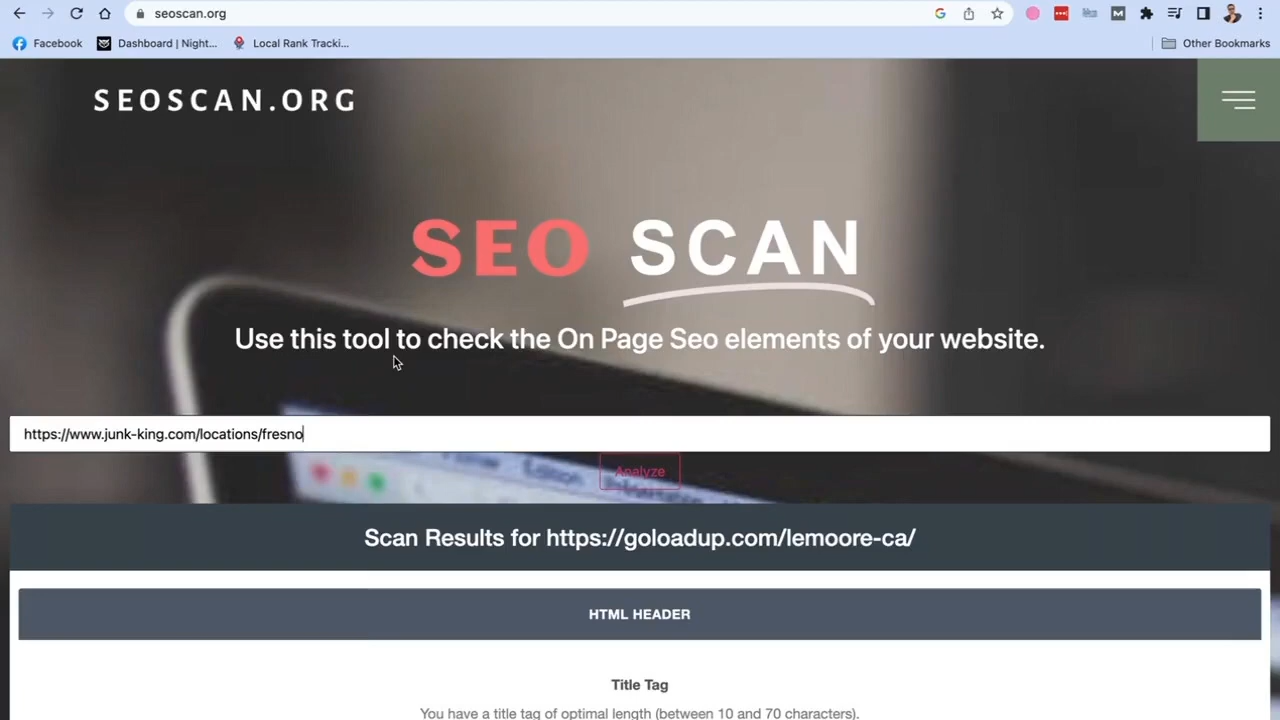 seoscan.org
Facebook
Dashboard | Night...
Local Rank Tracki...
Other Bookmarks
SEOSCAN.ORG
SEO SCAN
Use this tool to check the On Page Seo elements of your website.
https://www.junk-king.com/locations/fresno
Analyze
Scan Results for https://goloadup.com/lemoore-ca/
HTML HEADER
Title Tag
You have a title tag of optimal length (between 10 and 70 characters).